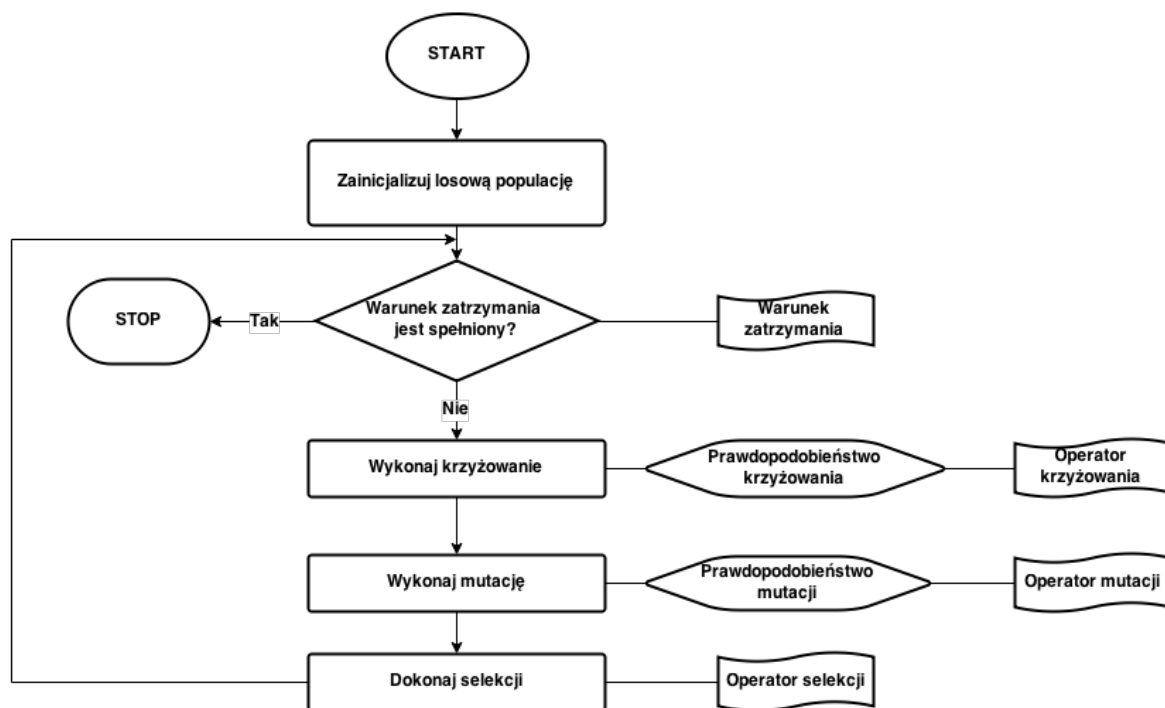 START
Zainicjalizuj losową populację
Warunek zatrzymania
jest spełniony?
STOP
Tak
Warunek
zatrzymania
Nie
Wykonaj krzyżowanie
Prawdopodobieństwo
krzyżowania
Operator
krzyżowania
Wykonaj mutację
Prawdopodobieństwo
mutacji
Operator mutacji
Dokonaj selekcji
Operator selekcji